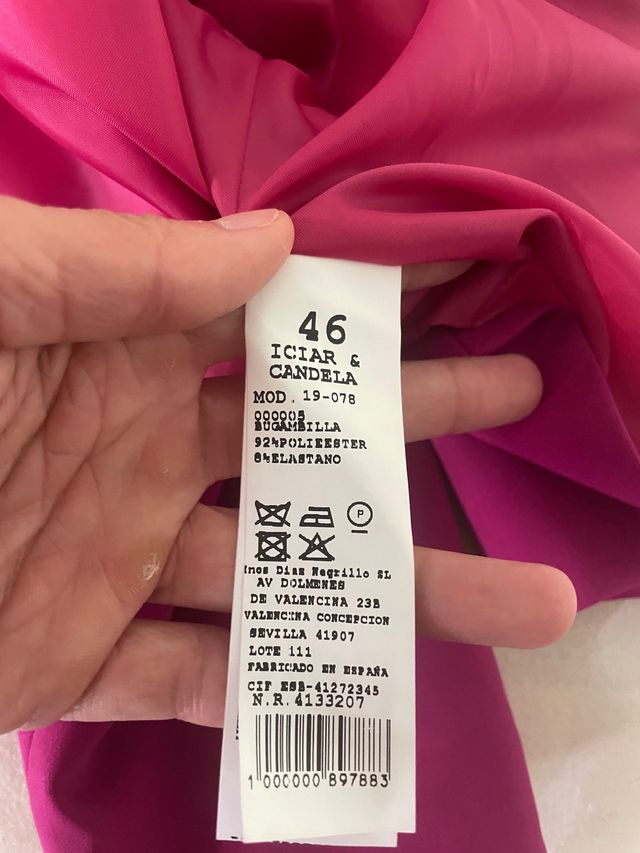 46
ICIAR &
CANDELA
MOD. 19-078
000005
BUGAMBILLA
92%POLIEESTER
8%ELASTANO
P
Inos Diaz Negrillo SL
AV DOLMENES
DE VALENCINA 23B
VALENCINA CONCEPCION
SEVILLA 41907
LOTE 111
FABRICADO EN ESPAÑA
CIF ESB-41272345
N.R. 4133207
1 000000 897883